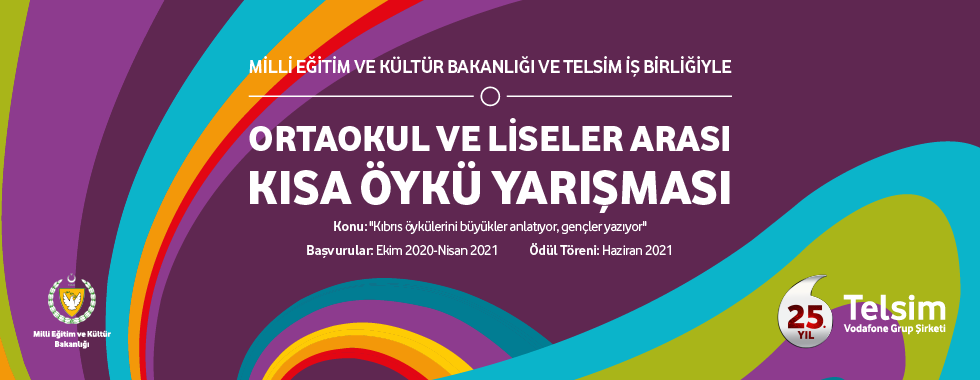 MİLLİ EĞİTİM VE KÜLTÜR BAKANLIĞI VE TELSİM İŞ BİRLİĞİYLE
ORTAOKUL VE LİSELER ARASI
KISA ÖYKÜ YARIŞMASI
Konu: "Kıbrıs öykülerini büyükler anlatıyor, gençler yazıyor"
Başvurular: Ekim 2020-Nisan 2021 Ödül Töreni: Haziran 2021
Milli Eğitim ve Kültür
Bakanlığı
25.
YIL
Telsim
Vodafone Grup Şirketi